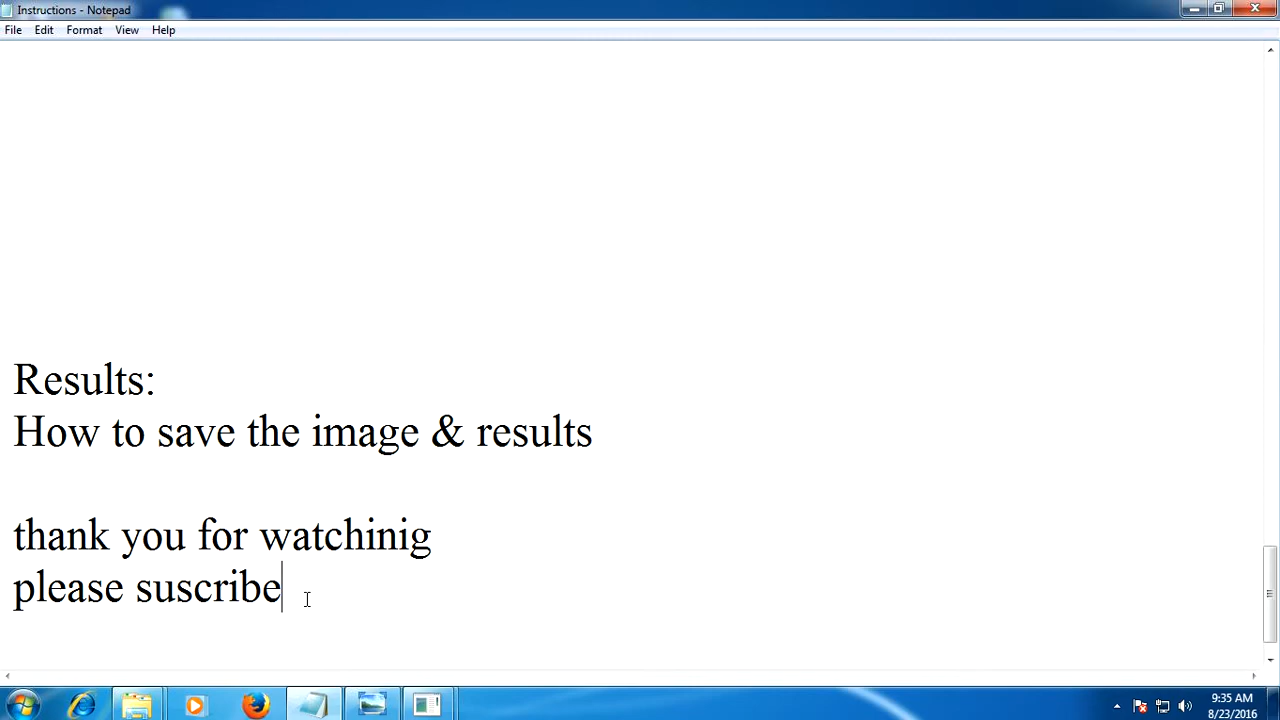 Instructions - Notepad
File Edit Format View Help
Results:
How to save the image & results
thank you for watchinig
please suscribe
9:35 AM
8/23/2016